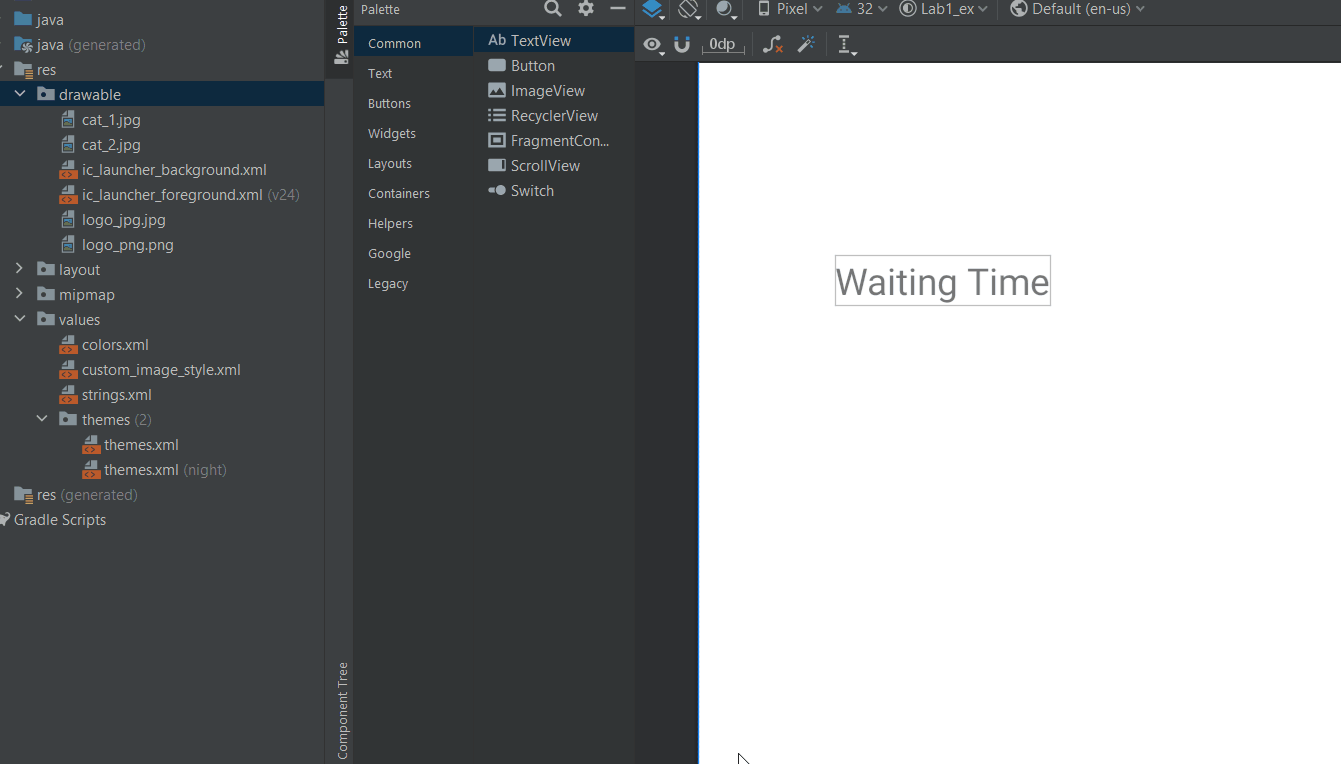 java
java (generated)
res
drawable
cat_1.jpg
cat_2.jpg
ic_launcher_background.xml
ic_launcher_foreground.xml (v24)
logo_jpg.jpg
logo_png.png
layout
mipmap
values
colors.xml
custom_image_style.xml
strings.xml
themes (2)
themes.xml
themes.xml (night)
res (generated)
Gradle Scripts
Palette
Component Tree
Palette
Common
Text
Buttons
Widgets
Layouts
Containers
Helpers
Google
Legacy
Ab TextView
Button
ImageView
RecyclerView
FragmentCon...
ScrollView
Switch
Pixel 32 Lab1_ex Default (en-us)
0dp
Waiting Time